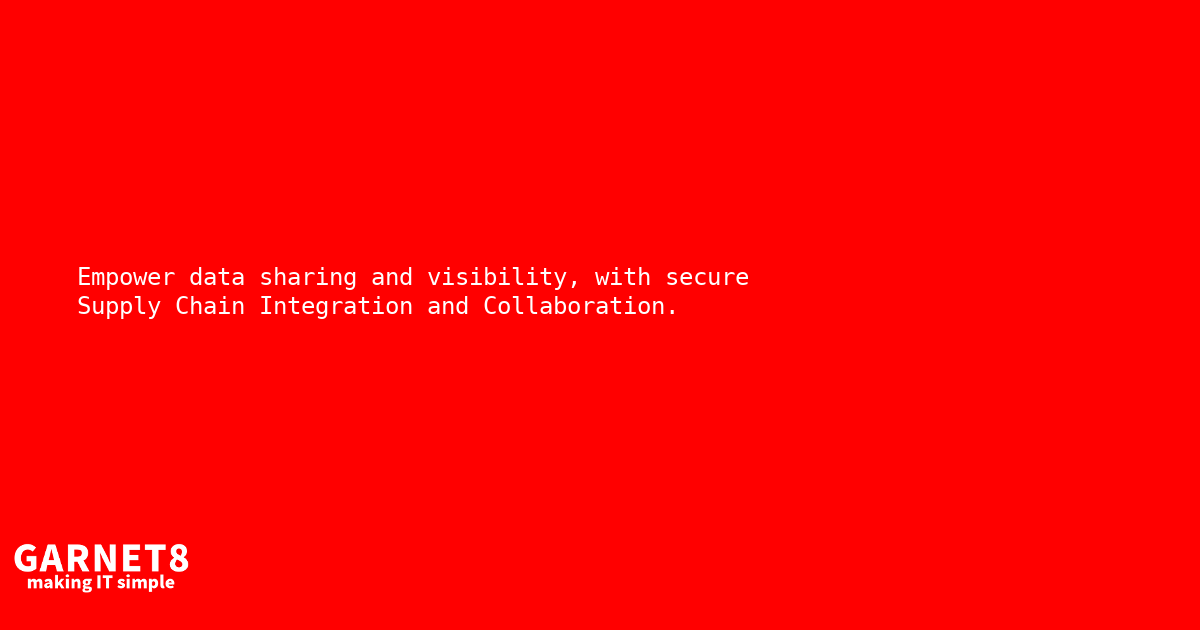 Empower data sharing and visibility, with secure
Supply Chain Integration and Collaboration.
GARNET8
making IT simple